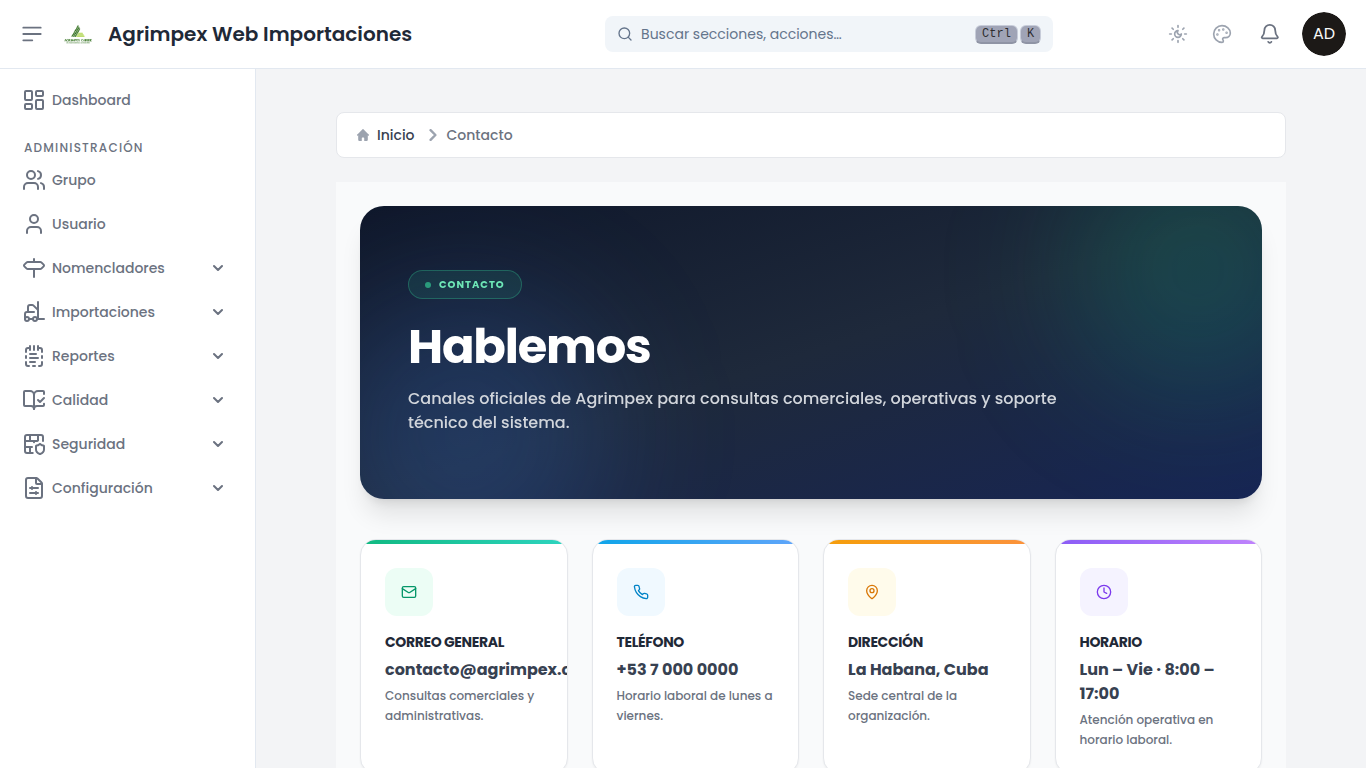 Agrimpex Web Importaciones
Buscar secciones, acciones...
Ctrl K
AD
Dashboard
ADMINISTRACIÓN
Grupo
Usuario
Nomencladores
Importaciones
Reportes
Calidad
Seguridad
Configuración
Inicio
Contacto
CONTACTO
Hablemos
Canales oficiales de Agrimpex para consultas comerciales, operativas y soporte
técnico del sistema.
CORREO GENERAL
contacto@agrimpex.c
Consultas comerciales y
administrativas.
TELÉFONO
+53 7 000 0000
Horario laboral de lunes a
viernes.
DIRECCIÓN
La Habana, Cuba
Sede central de la
organización.
HORARIO
Lun – Vie · 8:00 –
17:00
Atención operativa en
horario laboral.